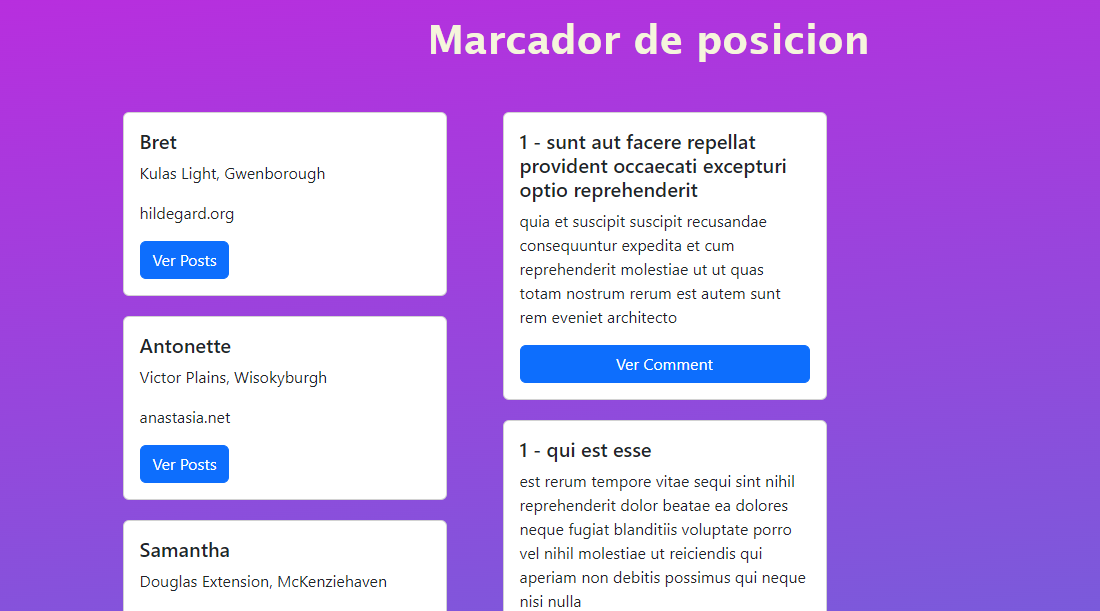 Marcador de posicion
Bret
Kulas Light, Gwenborough
hildegard.org
Ver Posts
Antonette
Victor Plains, Wisokyburgh
anastasia.net
Ver Posts
Samantha
Douglas Extension, McKenziehaven
1 - sunt aut facere repellat
provident occaecati excepturi
optio reprehenderit
quia et suscipit suscipit recusandae
consequuntur expedita et cum
reprehenderit molestiae ut ut quas
totam nostrum rerum est autem sunt
rem eveniet architecto
Ver Comment
1 - qui est esse
est rerum tempore vitae sequi sint nihil
reprehenderit dolor beatae ea dolores
neque fugiat blanditiis voluptate porro
vel nihil molestiae ut reiciendis qui
aperiam non debitis possimus qui neque
nisi nulla